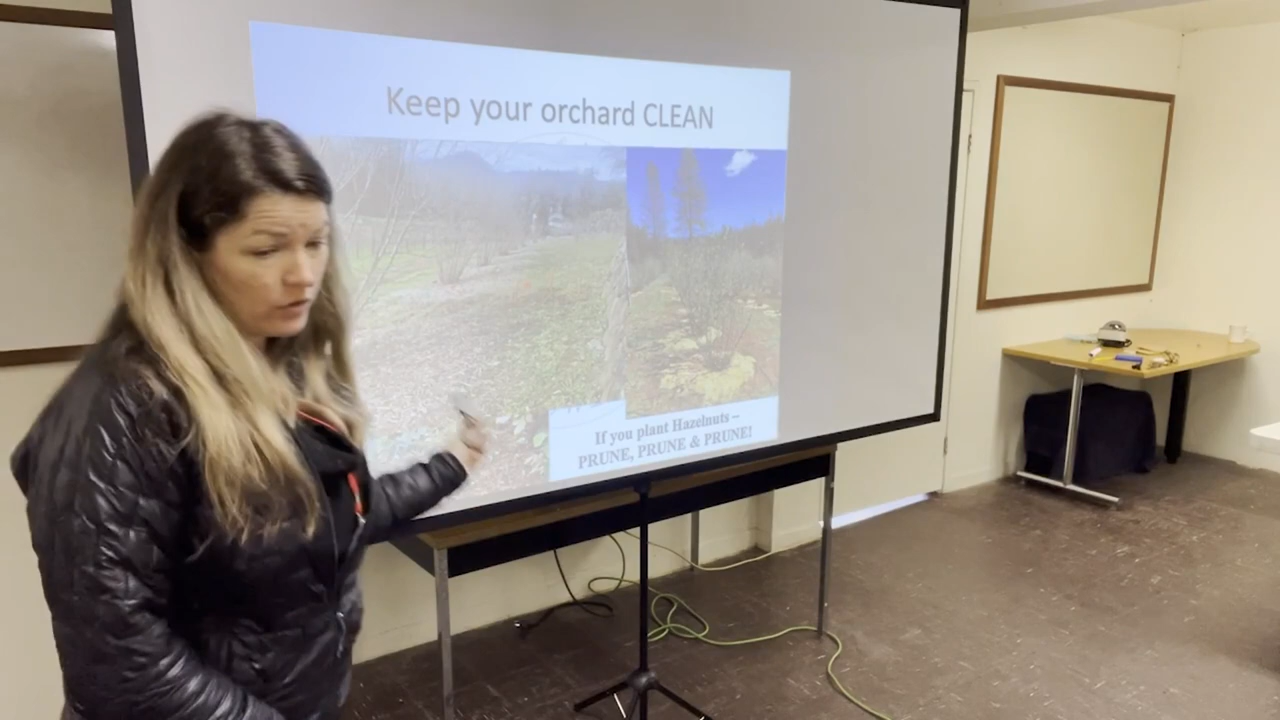 Keep your orchard CLEAN
If you plant Hazelnuts –
PRUNE, PRUNE & PRUNE!